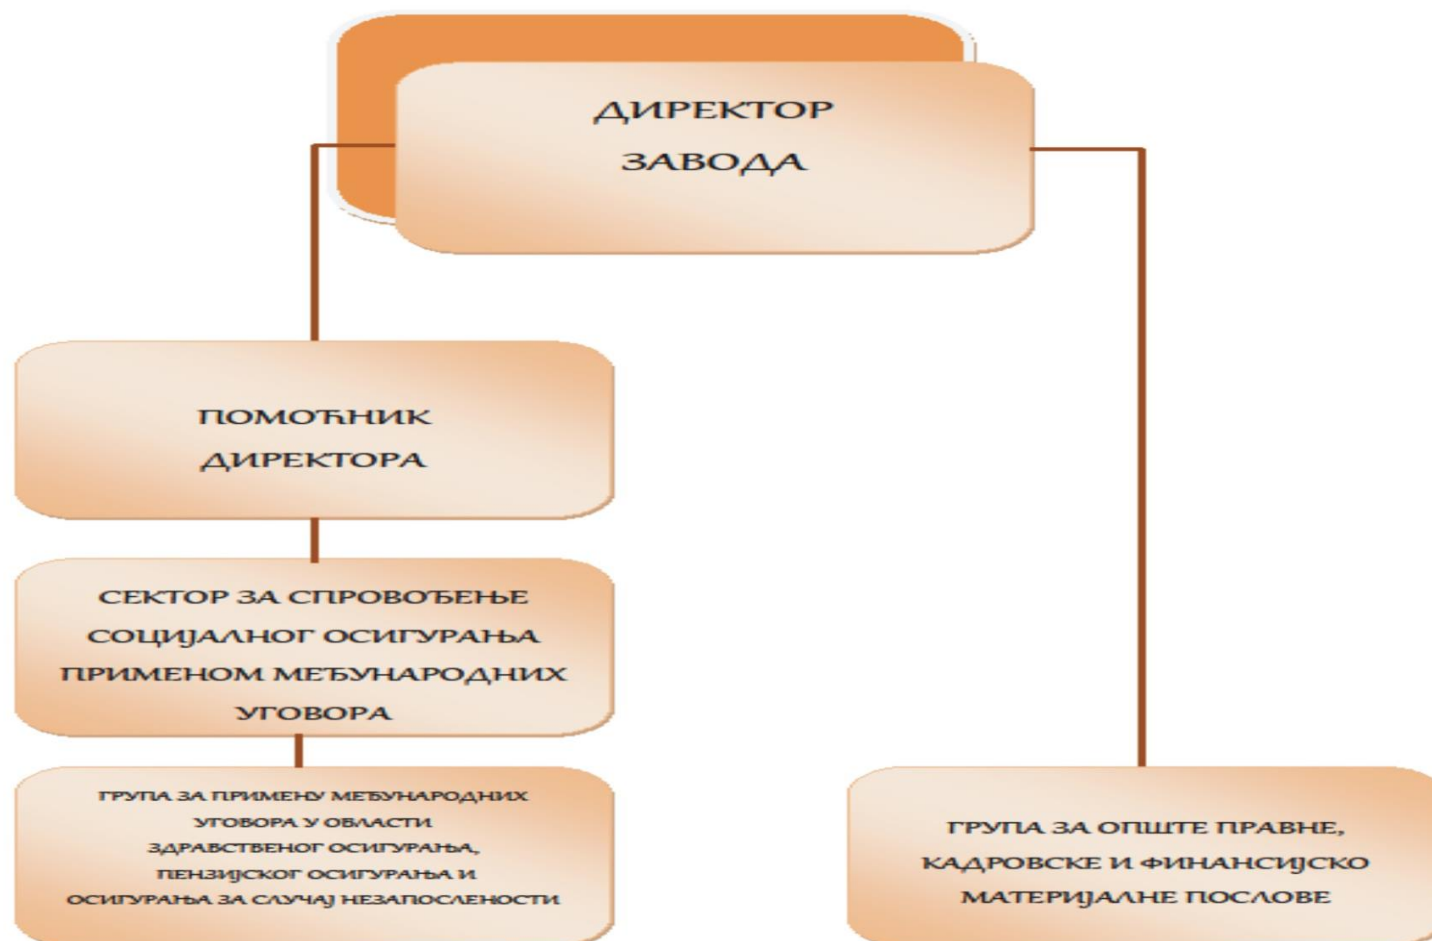 ДИРЕКТОР
ЗАВОДА
ПОМОЋНИК
ДИРЕКТОРА
СЕКТОР ЗА СПРОВОЂЕЊЕ
СОЦИЈАЛНОГ ОСИГУРАЊА
ПРИМЕНОМ МЕЂУНАРОДНИХ
УГОВОРА
ГРУПА ЗА ПРИМЕНУ МЕЂУНАРОДНИХ
УГОВОРА У ОБЛАСТИ
ЗДРАВСТВЕНОГ ОСИГУРАЊА,
ПЕНЗИЈСКОГ ОСИГУРАЊА И
ОСИГУРАЊА ЗА СЛУЧАЈ НЕЗАПОСЛЕНОСТИ
ГРУПА ЗА ОПШТЕ ПРАВНЕ,
КАДРОВСКЕ И ФИНАНСИЈСКО
МАТЕРИЈАЛНЕ ПОСЛОВЕ